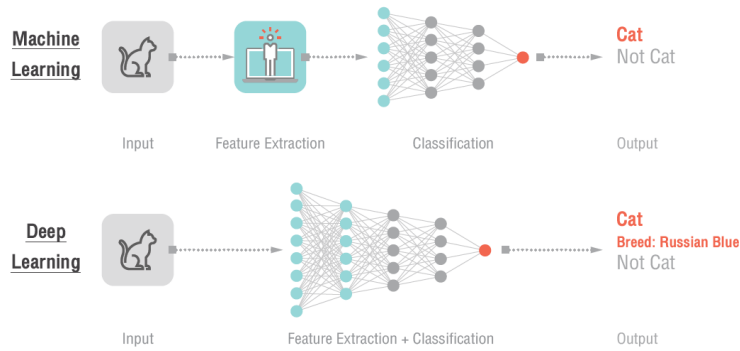 Machine
Learning
Cat
Not Cat
Input
Feature Extraction
Classification
Output
Deep
Learning
Cat
Breed: Russian Blue
Not Cat
Input
Feature Extraction + Classification
Output